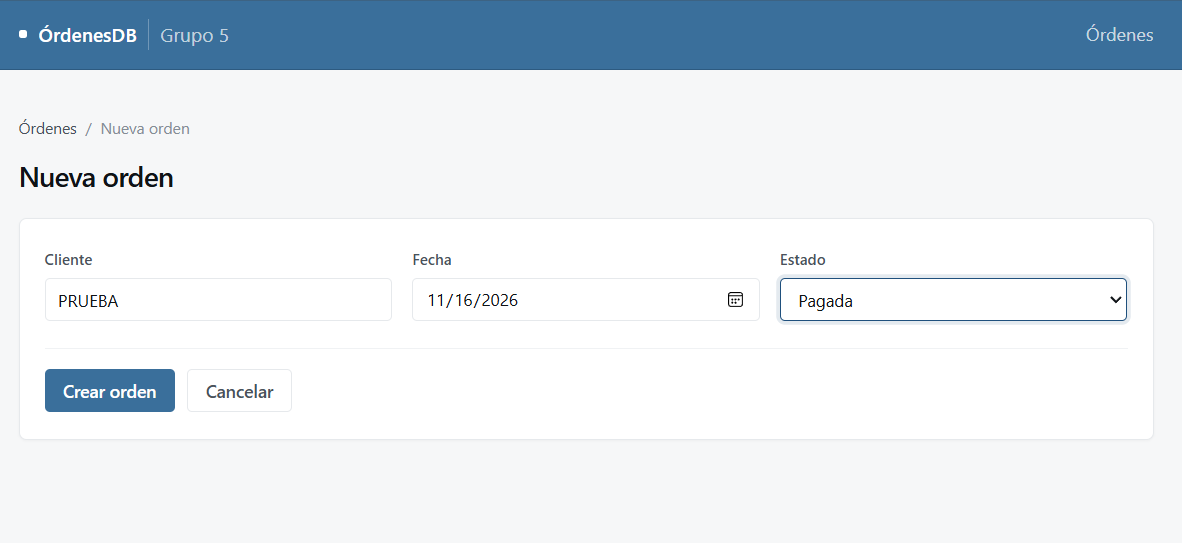 ÓrdenesDB Grupo 5 Órdenes
Órdenes / Nueva orden
Nueva orden
Cliente Fecha Estado
PRUEBA 11/16/2026 Pagada
Crear orden Cancelar